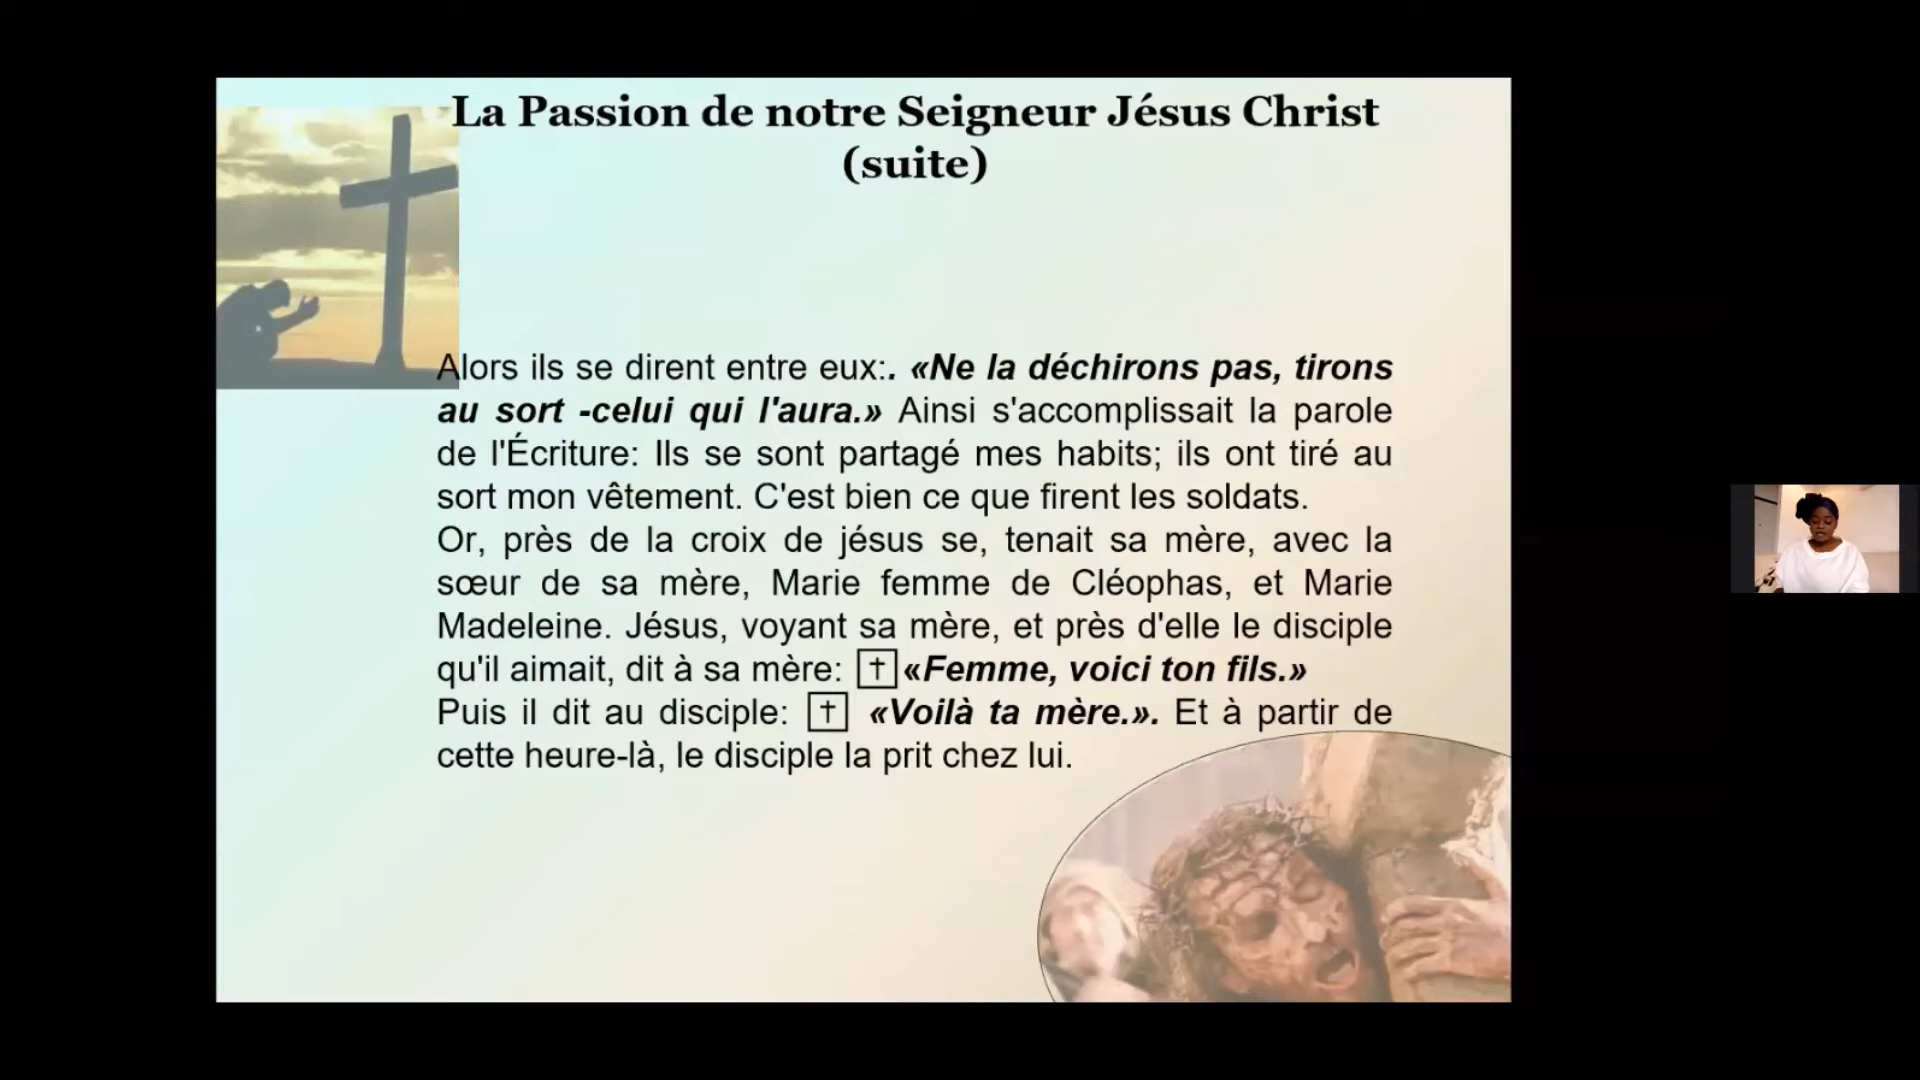 La Passion de notre Seigneur Jésus Christ
(suite)
Alors ils se dirent entre eux:. «Ne la déchirons pas, tirons
au sort -celui qui l'aura.» Ainsi s'accomplissait la parole
de l'Écriture: Ils se sont partagé mes habits; ils ont tiré au
sort mon vêtement. C'est bien ce que firent les soldats.
Or, près de la croix de jésus se, tenait sa mère, avec la
sœur de sa mère, Marie femme de Cléophas, et Marie
Madeleine. Jésus, voyant sa mère, et près d'elle le disciple
qu'il aimait, dit à sa mère: ✝«Femme, voici ton fils.»
Puis il dit au disciple: ✝ «Voilà ta mère.». Et à partir de
cette heure-là, le disciple la prit chez lui.